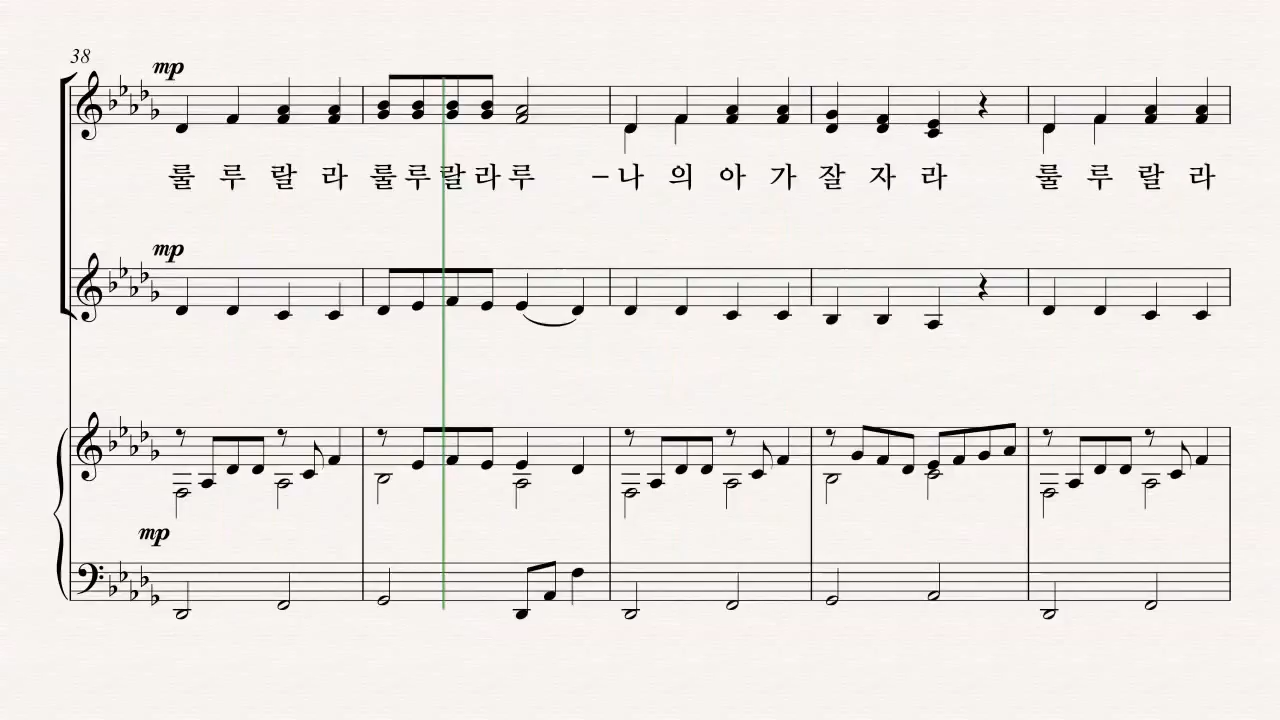 38
mp
룰 루 랄 라 룰 루 랄 라 루 – 나 의 아 가 잘 자 라 룰 루 랄 라
mp
mp